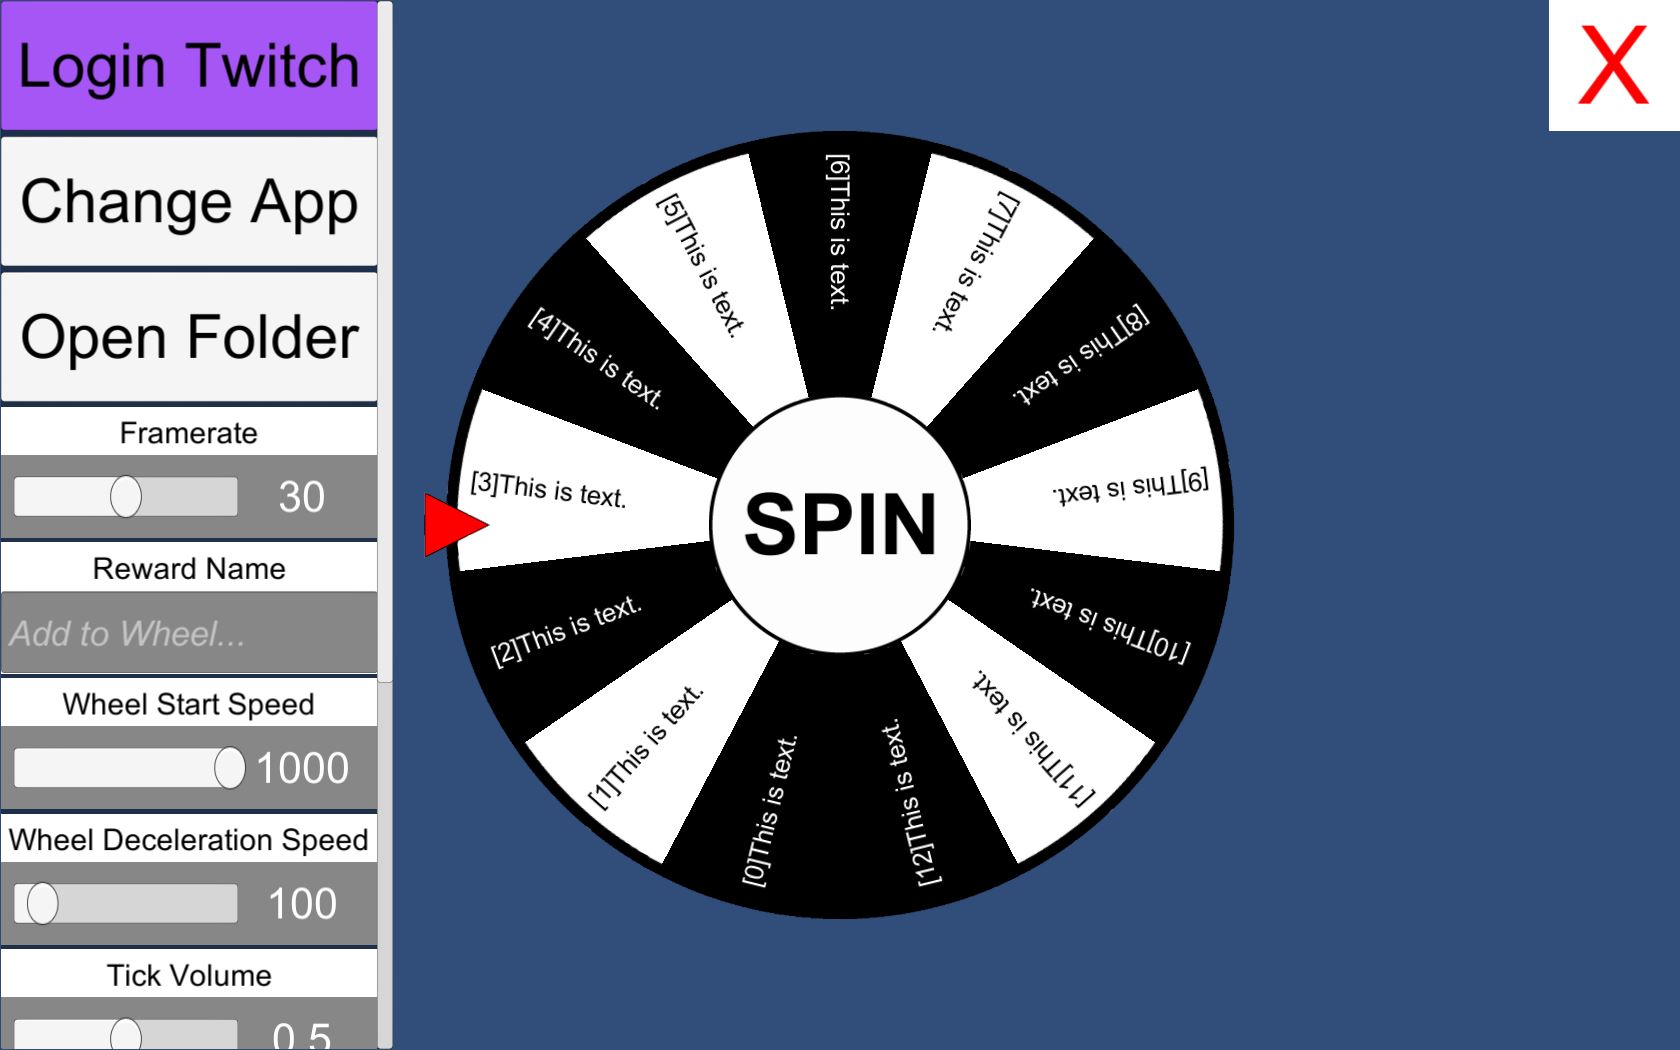 Login Twitch
Change App
Open Folder
Framerate
30
Reward Name
Add to Wheel...
Wheel Start Speed
1000
Wheel Deceleration Speed
100
Tick Volume
0.5
X
[0]This is text.
[1]This is text.
[2]This is text.
[3]This is text.
[4]This is text.
[5]This is text.
[6]This is text.
[7]This is text.
[8]This is text.
[9]This is text.
[10]This is text.
[11]This is text.
[12]This is text.
SPIN